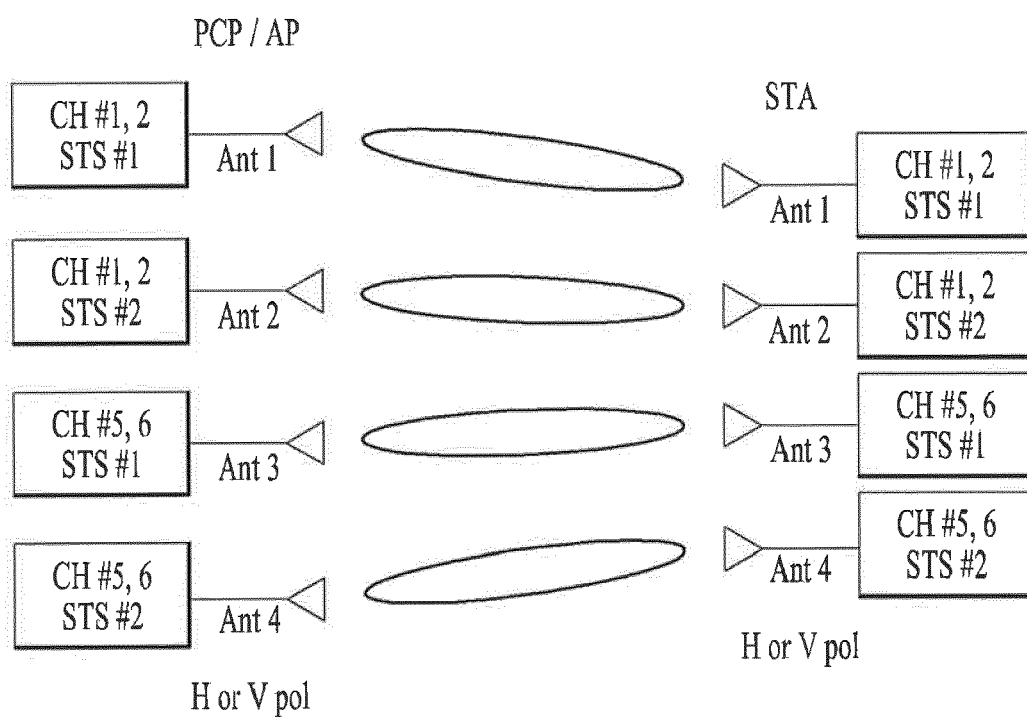 PCP / AP
CH #1, 2
STS #1
Ant 1
CH #1, 2
STS #2
Ant 2
CH #5, 6
STS #1
Ant 3
CH #5, 6
STS #2
Ant 4
H or V pol
STA
CH #1, 2
STS #1
Ant 1
CH #1, 2
STS #2
Ant 2
CH #5, 6
STS #1
Ant 3
CH #5, 6
STS #2
Ant 4
H or V pol